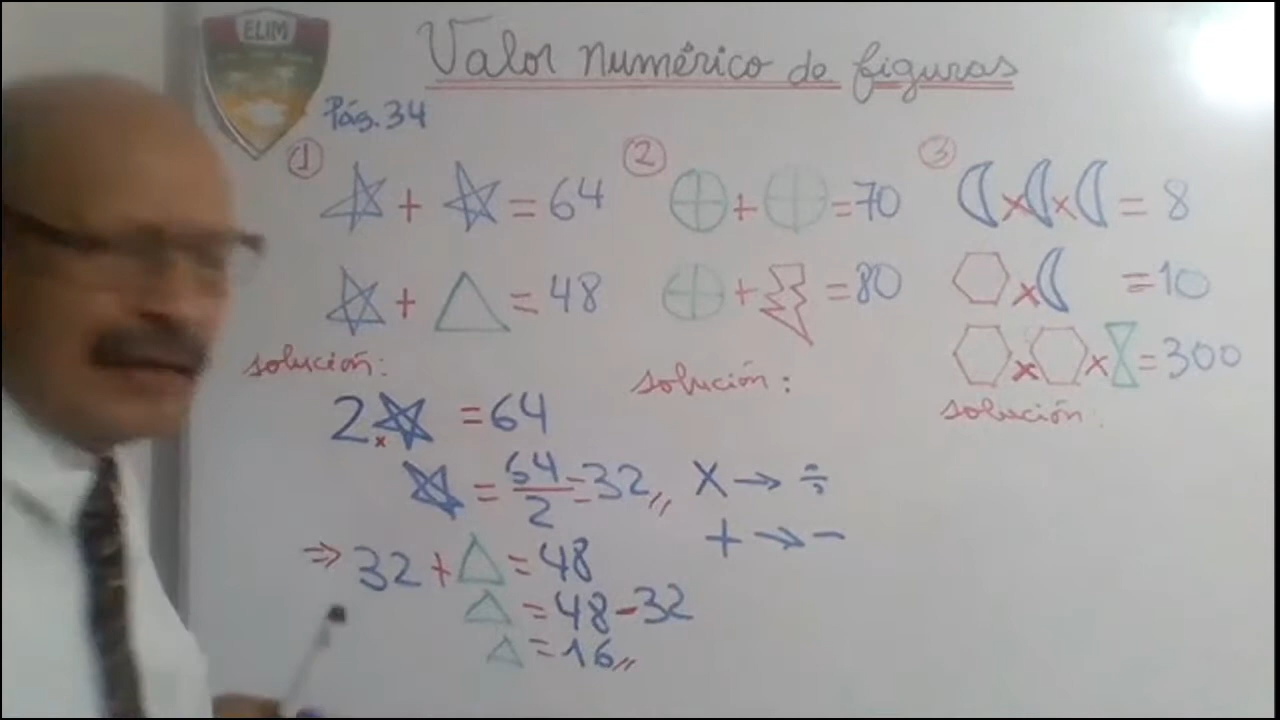 ELIM
Valor numérico de figuras
Pág. 34
1
☆ + ☆ = 64
☆ + △ = 48
solución:
2 x ☆ = 64
☆ = 64/2 = 32,,
⇒ 32 + △ = 48
△ = 48 - 32
△ = 16,,
x → ÷
+ → -
2
⊕ + ⊕ = 70
⊕ + ϟ = 80
solución:
3
☾ x ☾ x ☾ = 8
⬡ x ☾ = 10
⬡ x ⬡ x ⧖ = 300
solución: